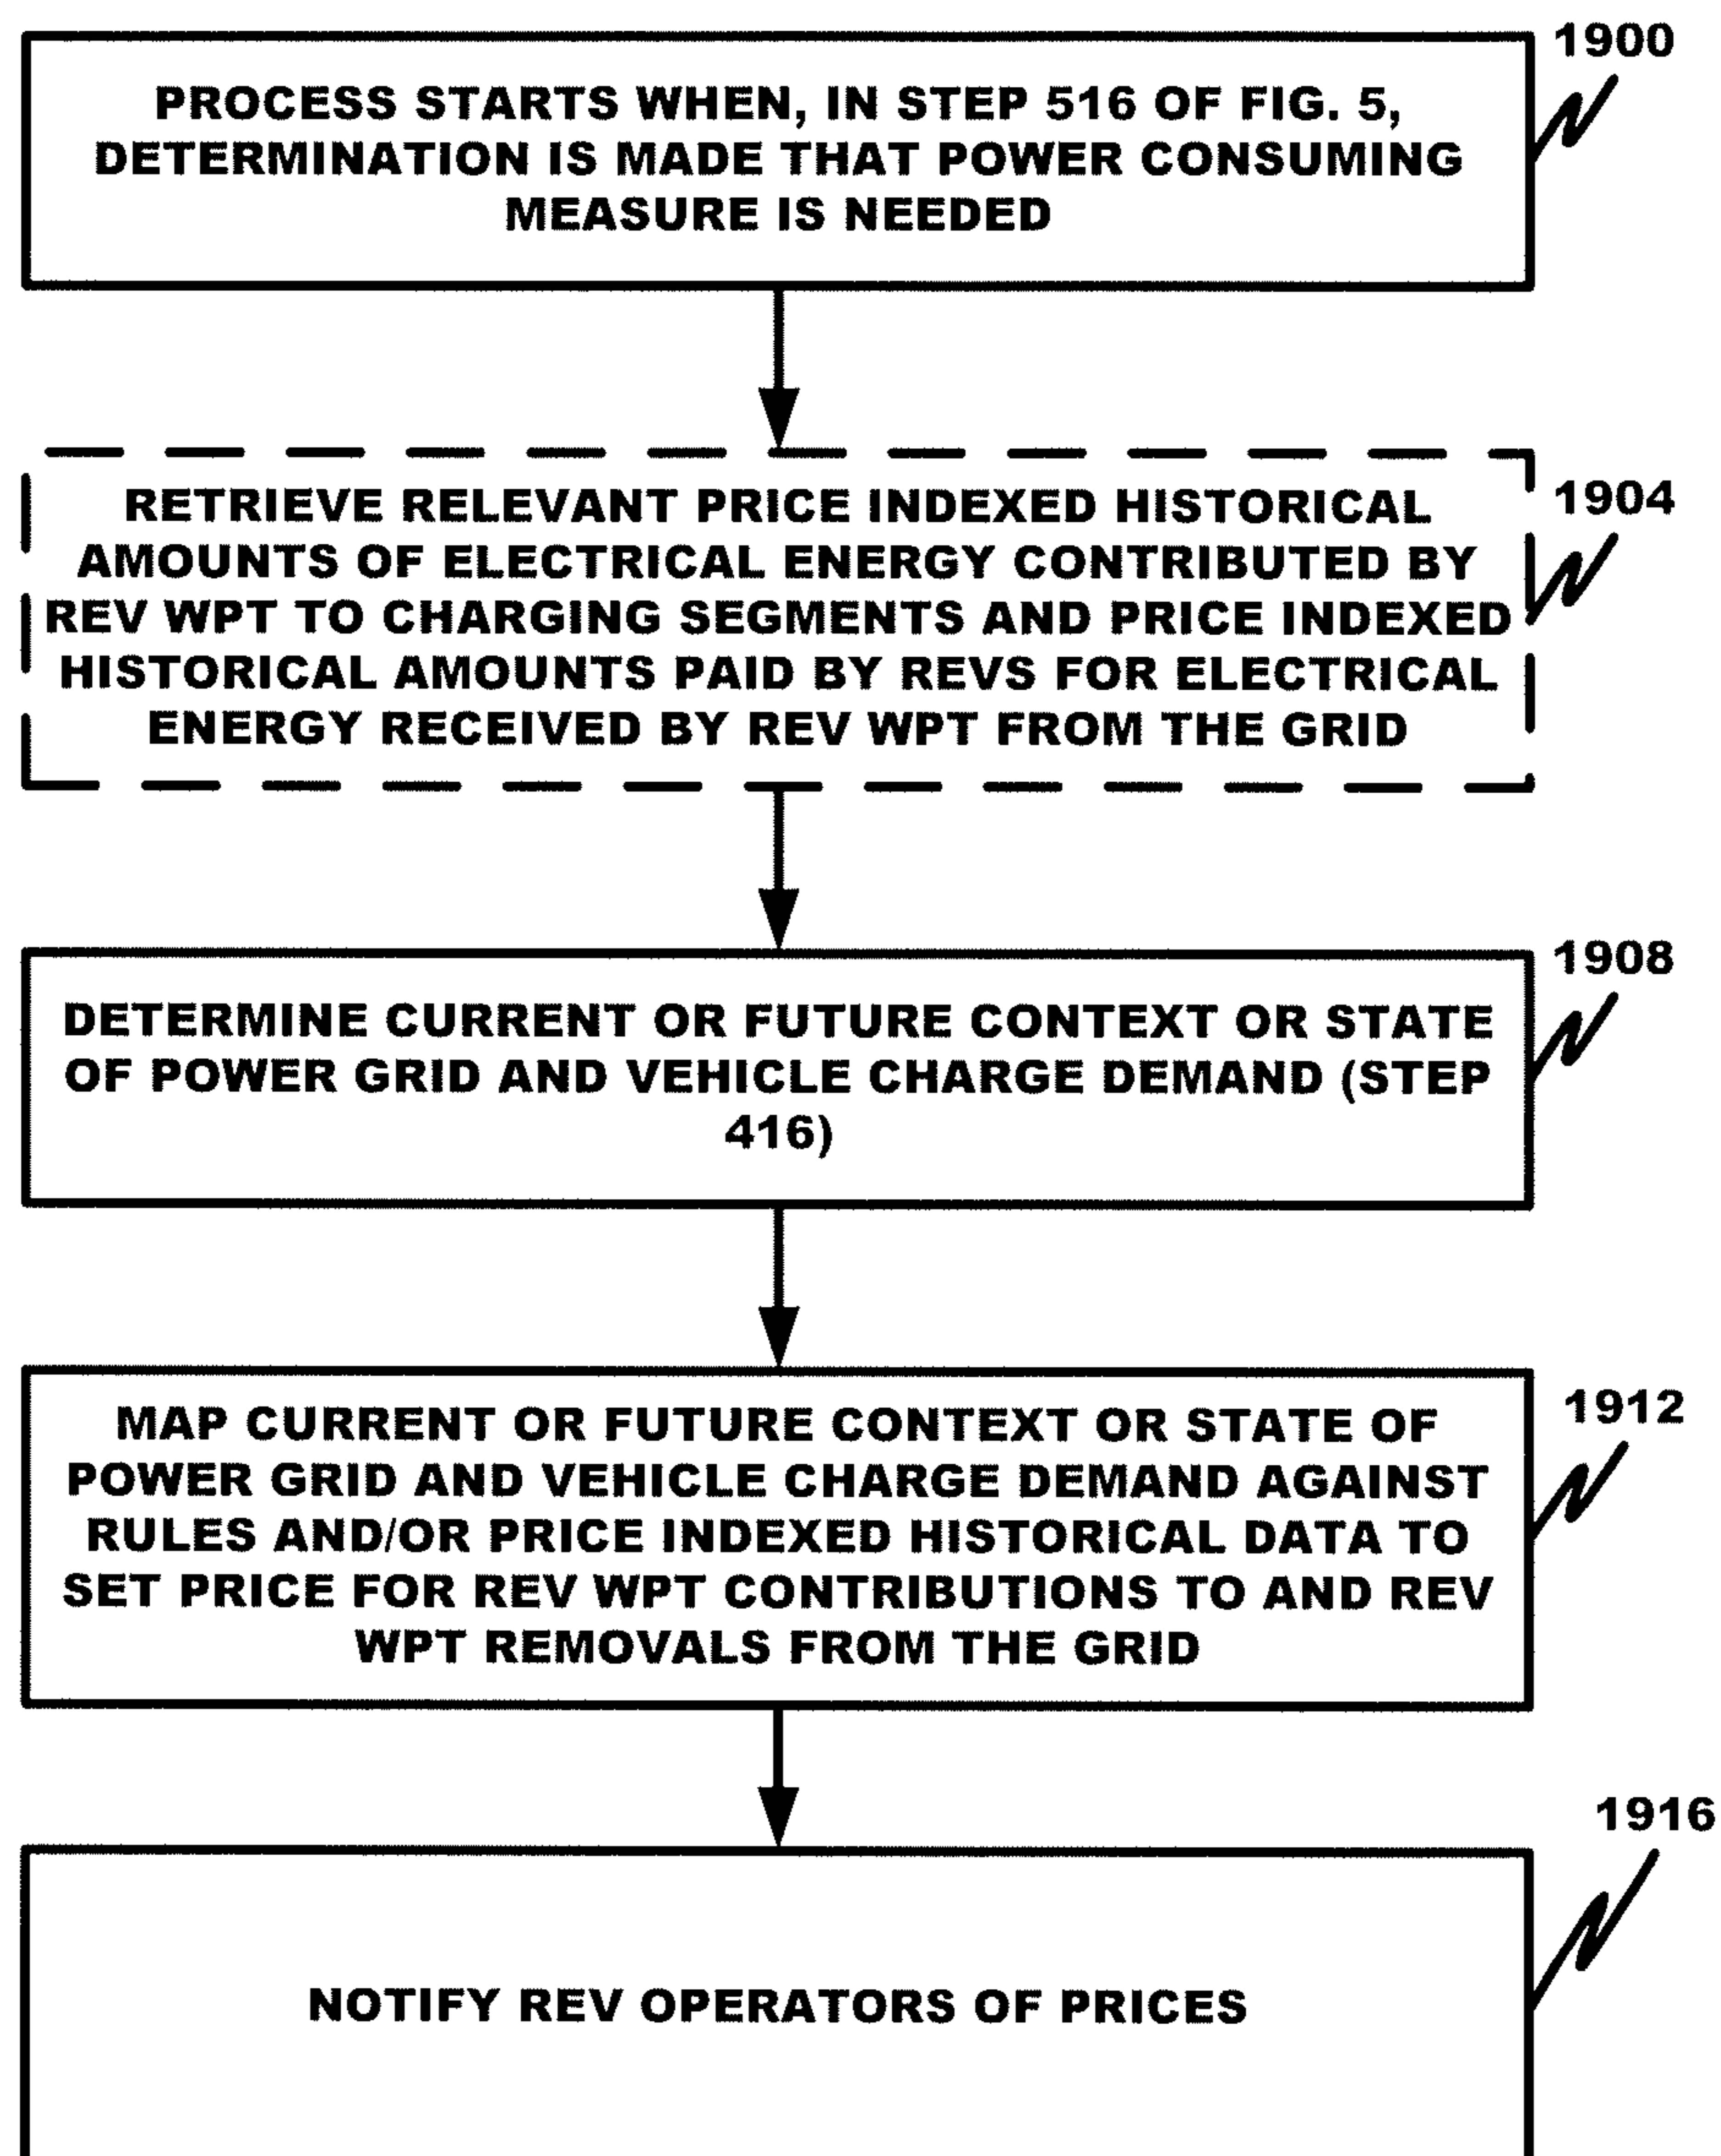 1900
PROCESS STARTS WHEN, IN STEP 516 OF FIG. 5,
DETERMINATION IS MADE THAT POWER CONSUMING
MEASURE IS NEEDED
1904
RETRIEVE RELEVANT PRICE INDEXED HISTORICAL
AMOUNTS OF ELECTRICAL ENERGY CONTRIBUTED BY
REV WPT TO CHARGING SEGMENTS AND PRICE INDEXED
HISTORICAL AMOUNTS PAID BY REVS FOR ELECTRICAL
ENERGY RECEIVED BY REV WPT FROM THE GRID
1908
DETERMINE CURRENT OR FUTURE CONTEXT OR STATE
OF POWER GRID AND VEHICLE CHARGE DEMAND (STEP
416)
1912
MAP CURRENT OR FUTURE CONTEXT OR STATE OF
POWER GRID AND VEHICLE CHARGE DEMAND AGAINST
RULES AND/OR PRICE INDEXED HISTORICAL DATA TO
SET PRICE FOR REV WPT CONTRIBUTIONS TO AND REV
WPT REMOVALS FROM THE GRID
1916
NOTIFY REV OPERATORS OF PRICES